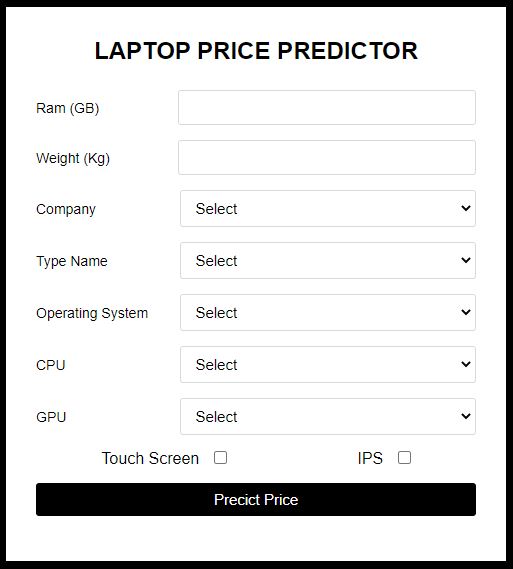 LAPTOP PRICE PREDICTOR
Ram (GB)
Weight (Kg)
Company Select
Type Name Select
Operating System Select
CPU Select
GPU Select
Touch Screen IPS
Precict Price